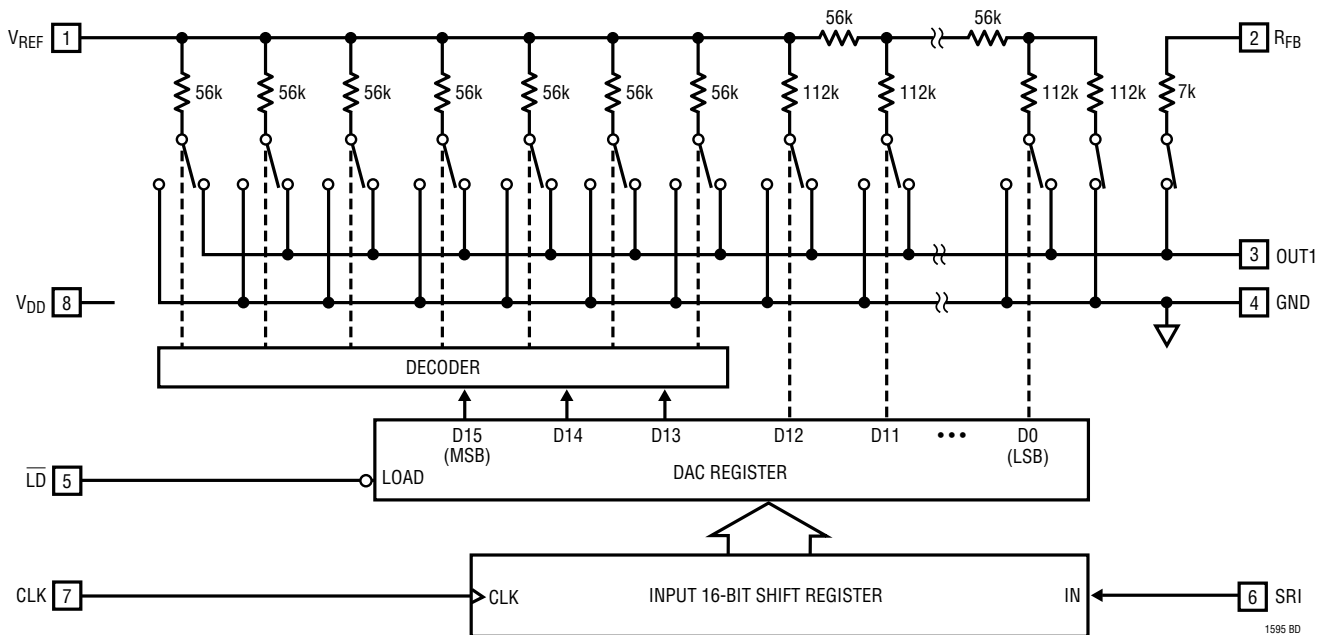 56k 56k
VREF 1 2 RFB
56k 56k 56k 56k 56k 56k 56k 112k 112k 112k 112k 7k
3 OUT1
VDD 8 4 GND
DECODER
D15 D14 D13 D12 D11 ••• D0
(MSB) (LSB)
LD 5 LOAD DAC REGISTER
CLK 7 CLK INPUT 16-BIT SHIFT REGISTER IN 6 SRI
1595 BD